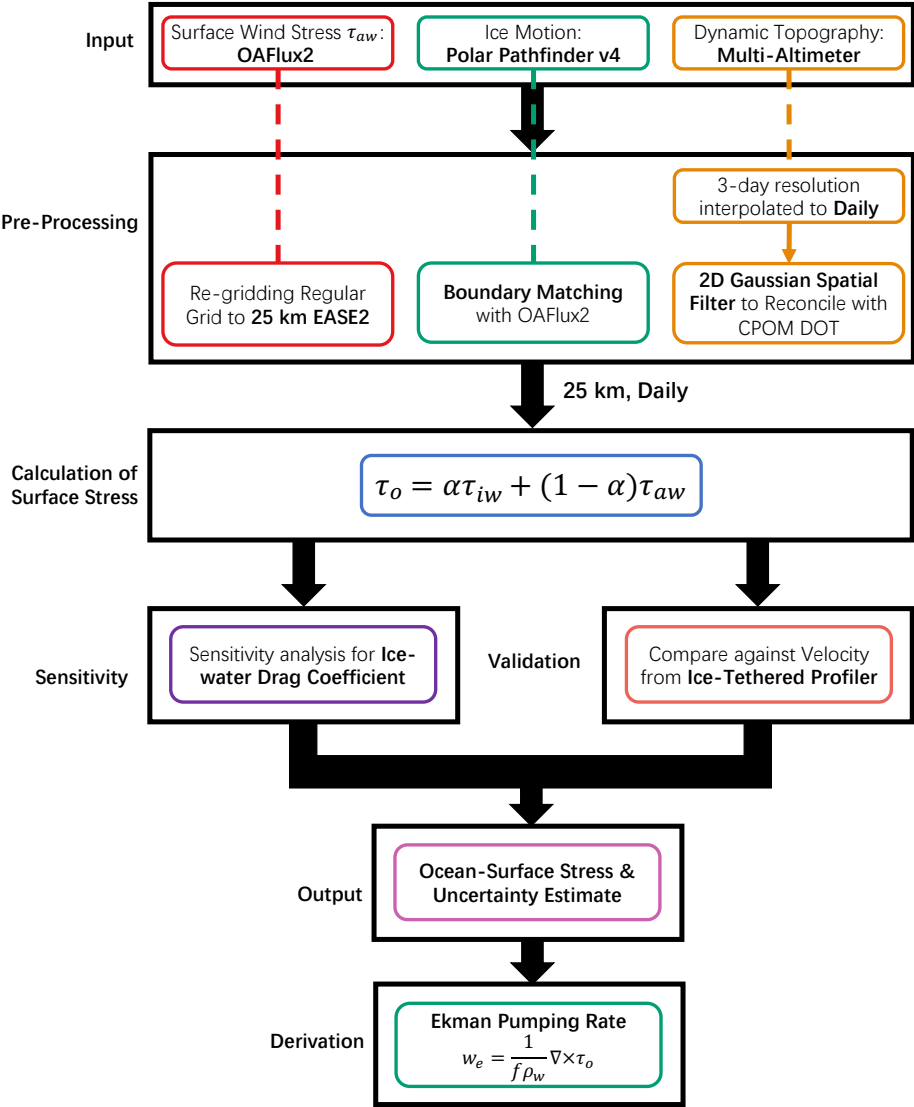 Input
Surface Wind Stress τ_aw:
OAFlux2
Ice Motion:
Polar Pathfinder v4
Dynamic Topography:
Multi-Altimeter
Pre-Processing
3-day resolution
interpolated to Daily
Re-gridding Regular
Grid to 25 km EASE2
Boundary Matching
with OAFlux2
2D Gaussian Spatial
Filter to Reconcile with
CPOM DOT
25 km, Daily
Calculation of
Surface Stress
τ_o = ατ_iw + (1 − α)τ_aw
Sensitivity
Sensitivity analysis for Ice-
water Drag Coefficient
Validation
Compare against Velocity
from Ice-Tethered Profiler
Output
Ocean-Surface Stress &
Uncertainty Estimate
Derivation
Ekman Pumping Rate
w_e = 1/(fρ_w) ∇×τ_o